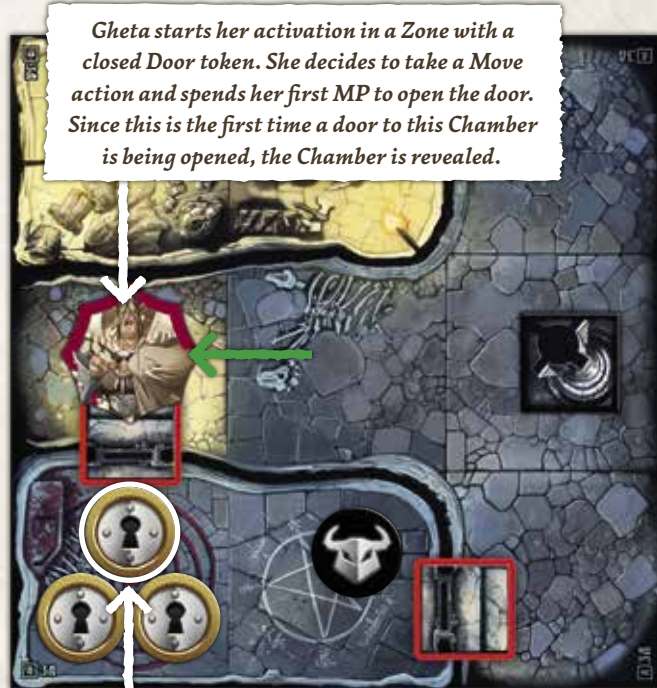 Gheta starts her activation in a Zone with a
closed Door token. She decides to take a Move
action and spends her first MP to open the door.
Since this is the first time a door to this Chamber
is being opened, the Chamber is revealed.